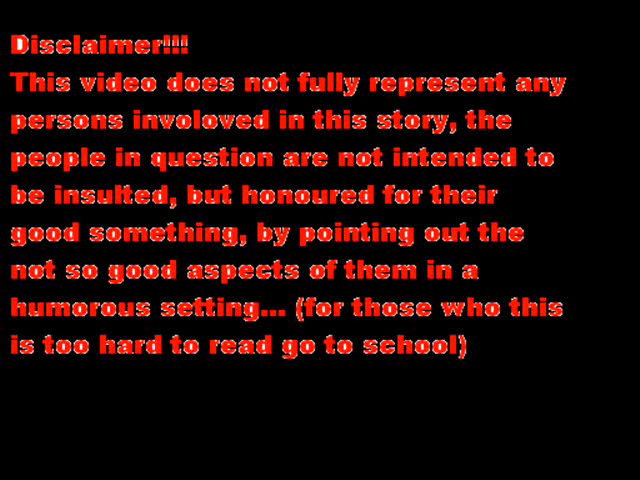 Disclaimer!!!
This video does not fully represent any
persons involoved in this story, the
people in question are not intended to
be insulted, but honoured for their
good something, by pointing out the
not so good aspects of them in a
humorous setting... (for those who this
is too hard to read go to school)